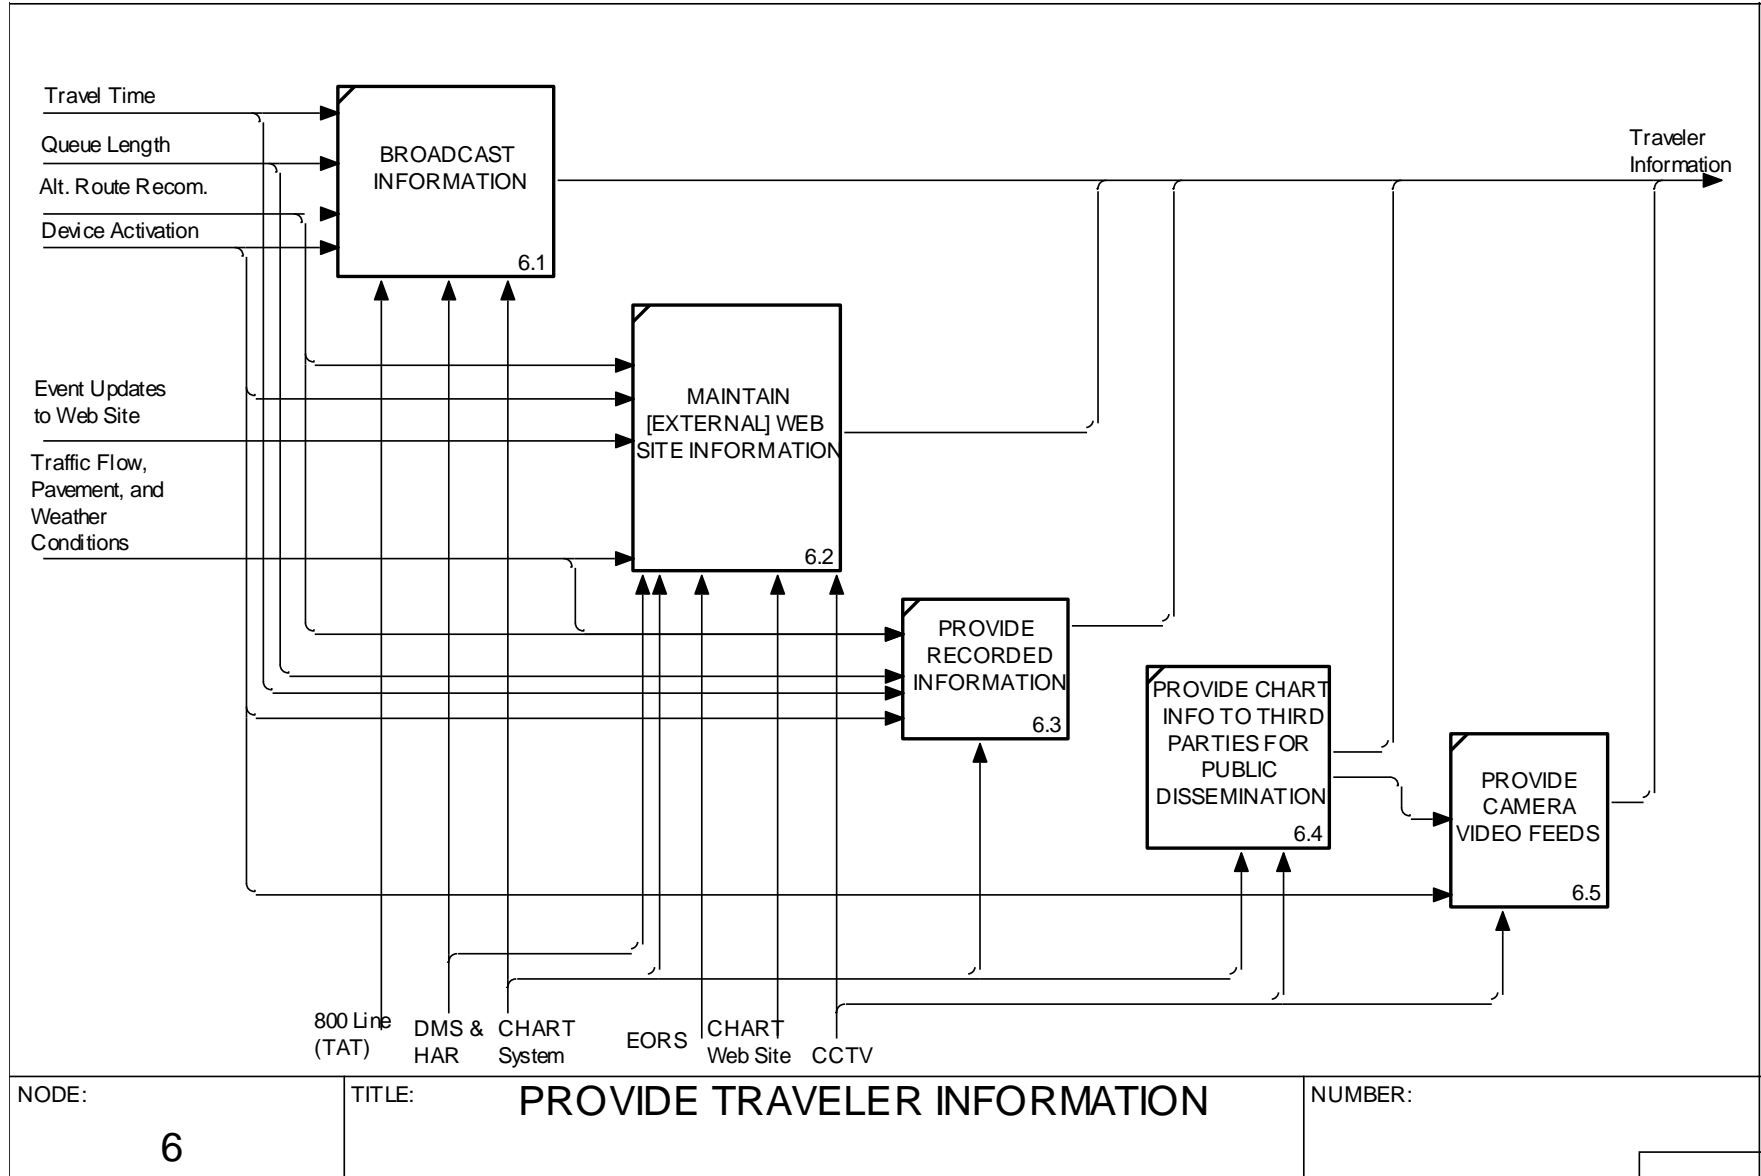 Travel Time
Queue Length
Alt. Route Recom.
Device Activation
BROADCAST
INFORMATION
6.1
Traveler
Information
Event Updates
to Web Site
Traffic Flow,
Pavement, and
Weather
Conditions
MAINTAIN
[EXTERNAL] WEB
SITE INFORMATION
6.2
PROVIDE
RECORDED
INFORMATION
6.3
PROVIDE CHART
INFO TO THIRD
PARTIES FOR
PUBLIC
DISSEMINATION
6.4
PROVIDE
CAMERA
VIDEO FEEDS
6.5
800 Line
(TAT)
DMS &
HAR
CHART
System
EORS
CHART
Web Site
CCTV
NODE:
6
TITLE:
PROVIDE TRAVELER INFORMATION
NUMBER: